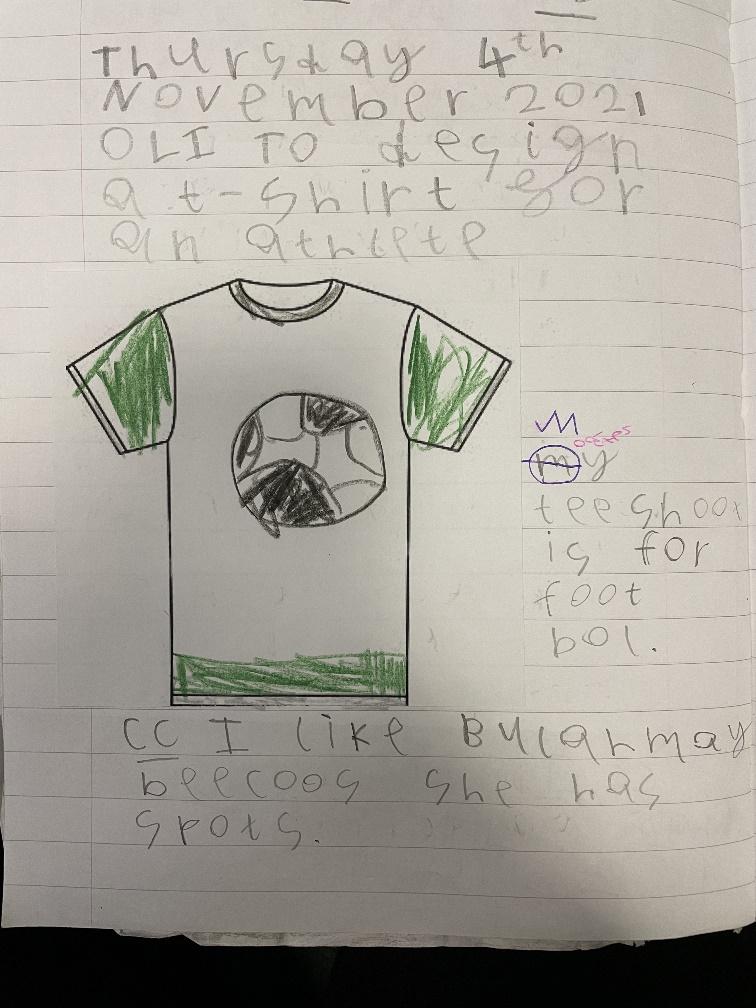 Thursday 4th
November 2021
OLI To design
a t-shirt for
an athlete
my
tee shoot
is for
foot
bol.
CC I like Bulahmay
beecoos she has
spots.